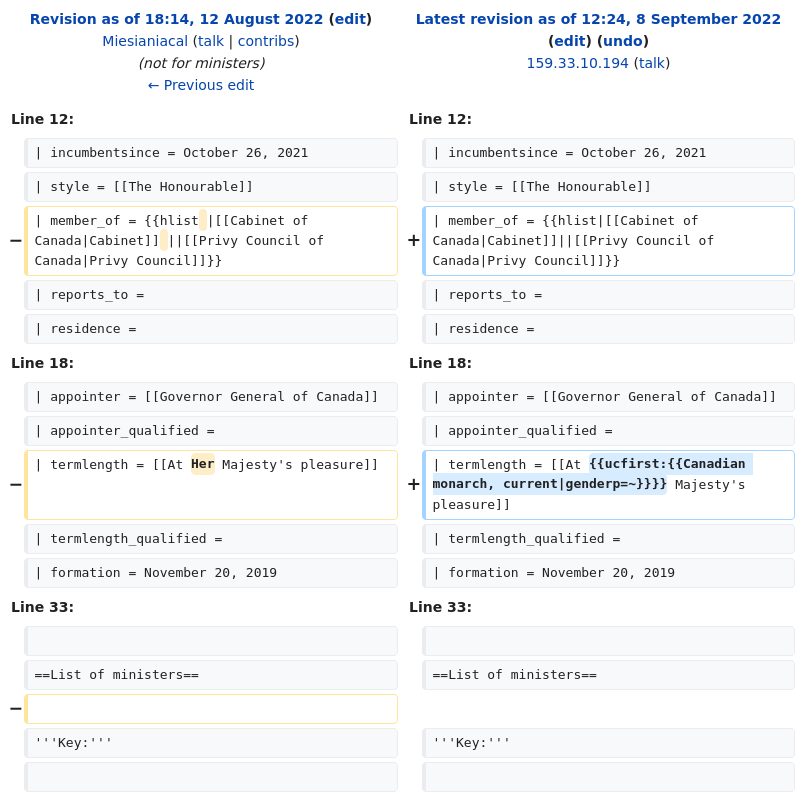 Revision as of 18:14, 12 August 2022 (edit)
Miesianiacal (talk | contribs)
(not for ministers)
← Previous edit
Latest revision as of 12:24, 8 September 2022
(edit) (undo)
159.33.10.194 (talk)
Line 12:
Line 12:
| incumbentsince = October 26, 2021
| incumbentsince = October 26, 2021
| style = [[The Honourable]]
| style = [[The Honourable]]
− | member_of = {{hlist |[[Cabinet of
Canada|Cabinet]] ||[[Privy Council of
Canada|Privy Council]]}}
+ | member_of = {{hlist|[[Cabinet of
Canada|Cabinet]]||[[Privy Council of
Canada|Privy Council]]}}
| reports_to =
| reports_to =
| residence =
| residence =
Line 18:
Line 18:
| appointer = [[Governor General of Canada]]
| appointer = [[Governor General of Canada]]
| appointer_qualified =
| appointer_qualified =
− | termlength = [[At Her Majesty's pleasure]]
+ | termlength = [[At {{ucfirst:{{Canadian
monarch, current|genderp=~}}}} Majesty's
pleasure]]
| termlength_qualified =
| termlength_qualified =
| formation = November 20, 2019
| formation = November 20, 2019
Line 33:
Line 33:
==List of ministers==
==List of ministers==
−
'''Key:'''
'''Key:'''